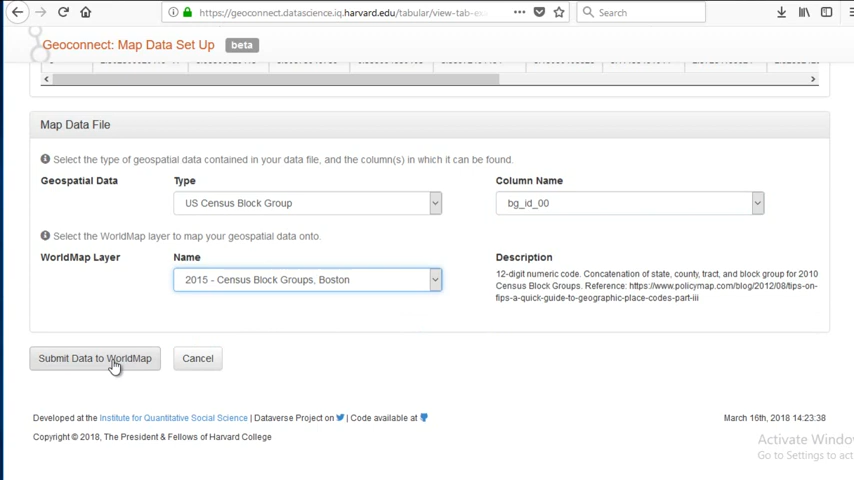 https://geoconnect.datascience.iq.harvard.edu/tabular/view-tab-ex
Search
Geoconnect: Map Data Set Up beta
Map Data File
Select the type of geospatial data contained in your data file, and the column(s) in which it can be found.
Geospatial Data Type Column Name
US Census Block Group bg_id_00
Select the WorldMap layer to map your geospatial data onto.
WorldMap Layer Name Description
2015 - Census Block Groups, Boston
12-digit numeric code. Concatenation of state, county, tract, and block group for 2010
Census Block Groups. Reference: https://www.policymap.com/blog/2012/08/tips-on-
fips-a-quick-guide-to-geographic-place-codes-part-iii
Submit Data to WorldMap Cancel
Developed at the Institute for Quantitative Social Science | Dataverse Project on | Code available at
March 16th, 2018 14:23:38
Copyright © 2018, The President & Fellows of Harvard College
Activate Windo
Go to Settings to act